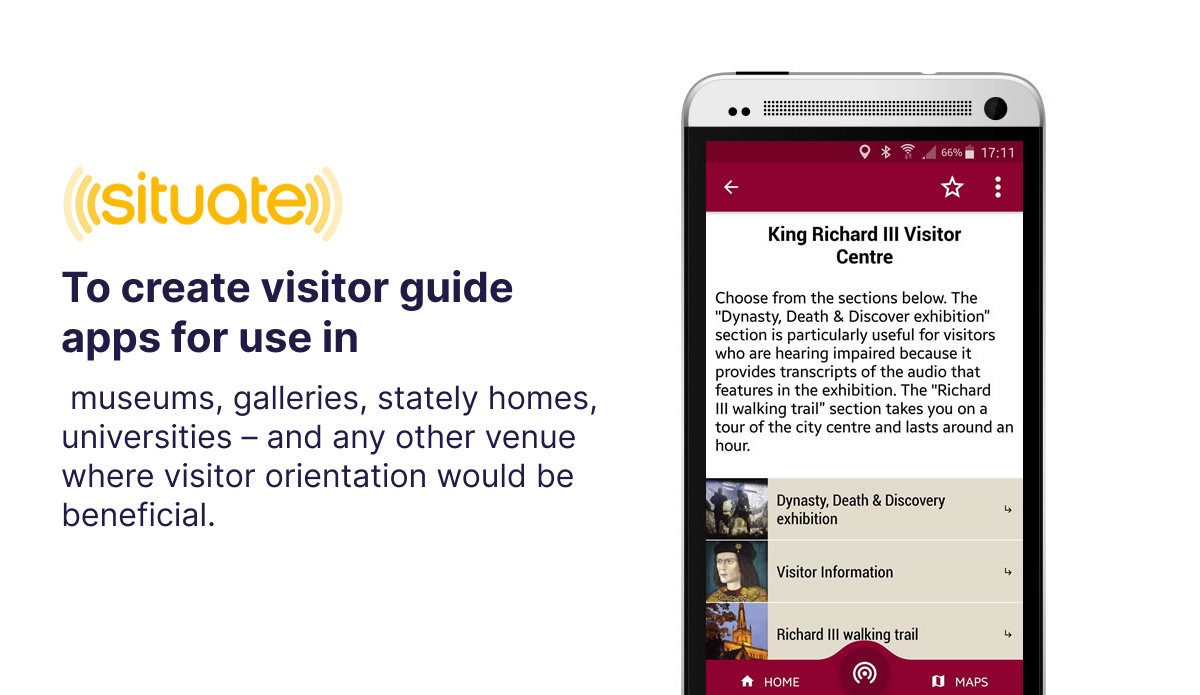 situate
To create visitor guide
apps for use in
museums, galleries, stately homes,
universities – and any other venue
where visitor orientation would be
beneficial.
66% 17:11
King Richard III Visitor
Centre
Choose from the sections below. The
"Dynasty, Death & Discover exhibition”
section is particularly useful for visitors
who are hearing impaired because it
provides transcripts of the audio that
features in the exhibition. The "Richard
III walking trail” section takes you on a
tour of the city centre and lasts around an
hour.
Dynasty, Death & Discovery
exhibition
Visitor Information
Richard III walking trail
HOME MAPS